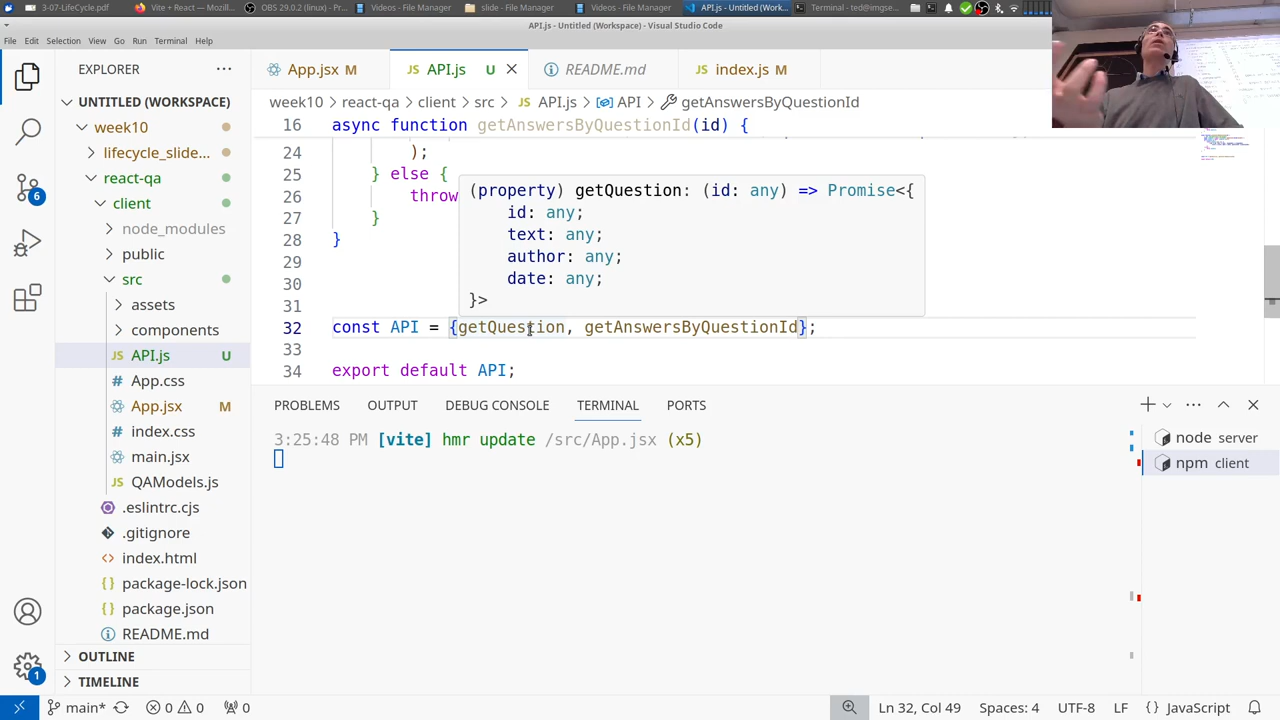 3-07-LifeCycle.pdf
Vite + React — Mozill...
OBS 29.0.2 (linux) - ...
Videos - File Manager
slide - File Manager
Videos - File Manager
API.js - Untitled (Wo...
Terminal - ted@imgs...
API.js - Untitled (Workspace) - Visual Studio Code
File Edit Selection View Go Run Terminal Help
EXPLORER ...
App.jsx
API.js U
README.md
index.js
UNTITLED (WORKSPACE)
week10 > react-qa > client > src > JS API.js > API > getAnswersByQuestionId
week10
lifecycle_slide...
react-qa
client
node_modules
public
src
assets
components
JS API.js U
# App.css
App.jsx M
# index.css
main.jsx
JS QAModels.js
.eslintrc.cjs
.gitignore
<> index.html
{} package-lock.json
{} package.json
README.md
OUTLINE
TIMELINE
6
1
16 async function getAnswersByQuestionId(id) {
24 );
25 } else {
26 throw
27 }
28 }
29
30
31
32 const API = {getQuestion, getAnswersByQuestionId};
33
34 export default API;
(property) getQuestion: (id: any) => Promise<{
id: any;
text: any;
author: any;
date: any;
}>
PROBLEMS OUTPUT DEBUG CONSOLE TERMINAL PORTS
3:25:48 PM [vite] hmr update /src/App.jsx (x5)
node server
npm client
main* 0 0 0 Ln 32, Col 49 Spaces: 4 UTF-8 LF {} JavaScript